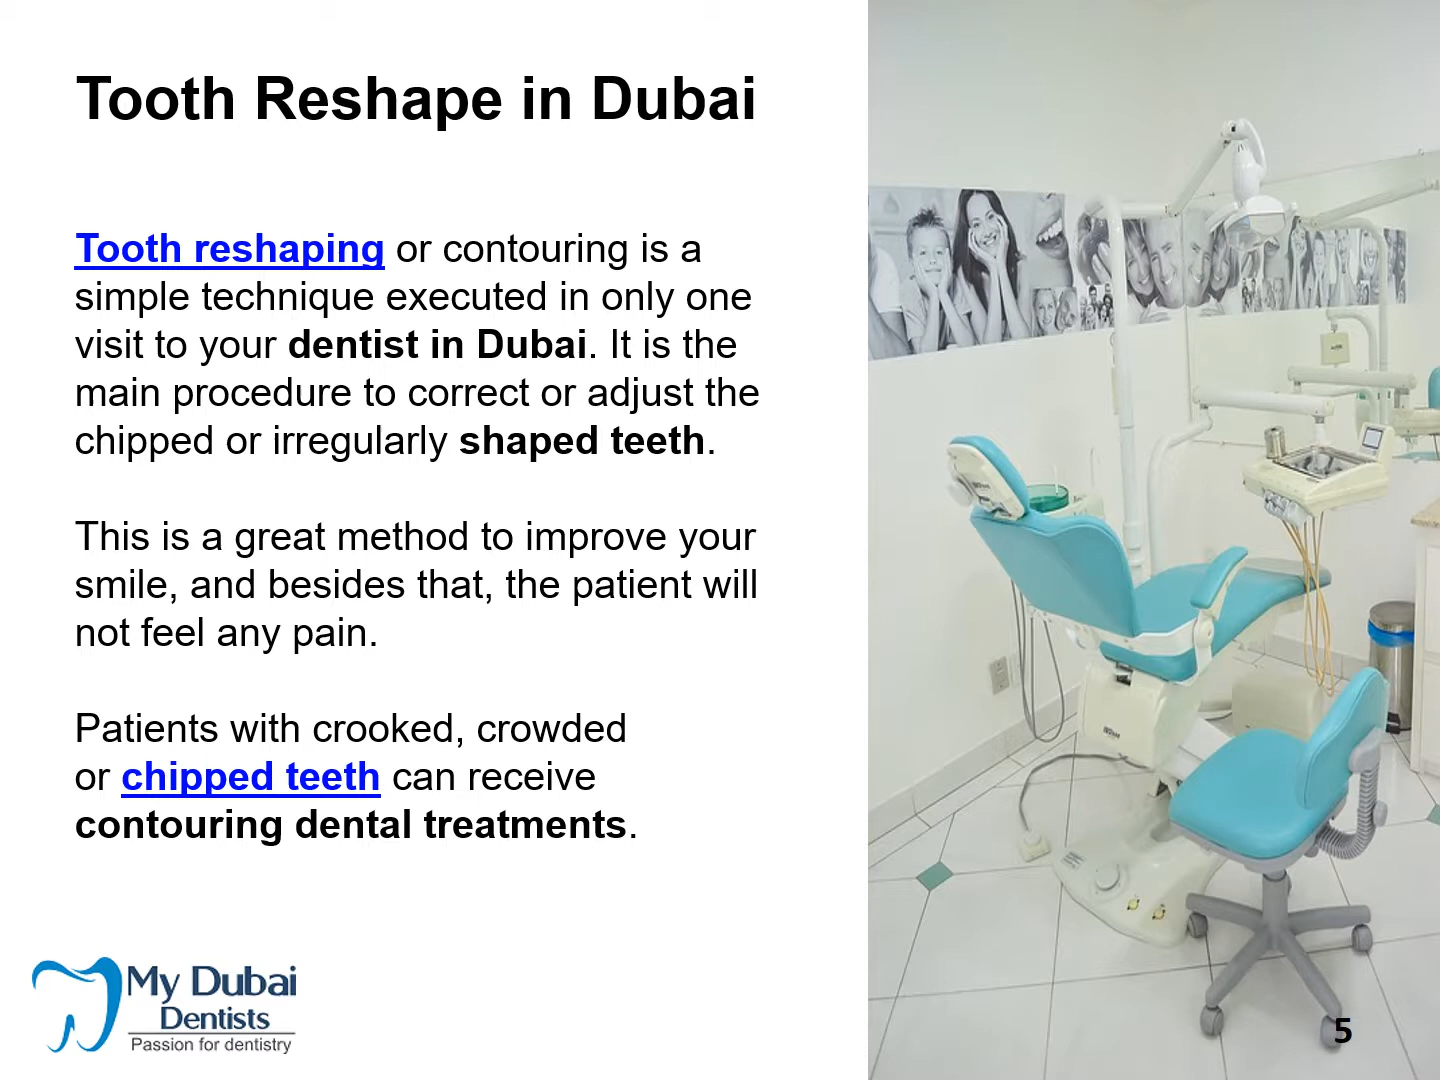 Tooth Reshape in Dubai
Tooth reshaping or contouring is a
simple technique executed in only one
visit to your dentist in Dubai. It is the
main procedure to correct or adjust the
chipped or irregularly shaped teeth.
This is a great method to improve your
smile, and besides that, the patient will
not feel any pain.
Patients with crooked, crowded
or chipped teeth can receive
contouring dental treatments.
My Dubai
Dentists
Passion for dentistry
5